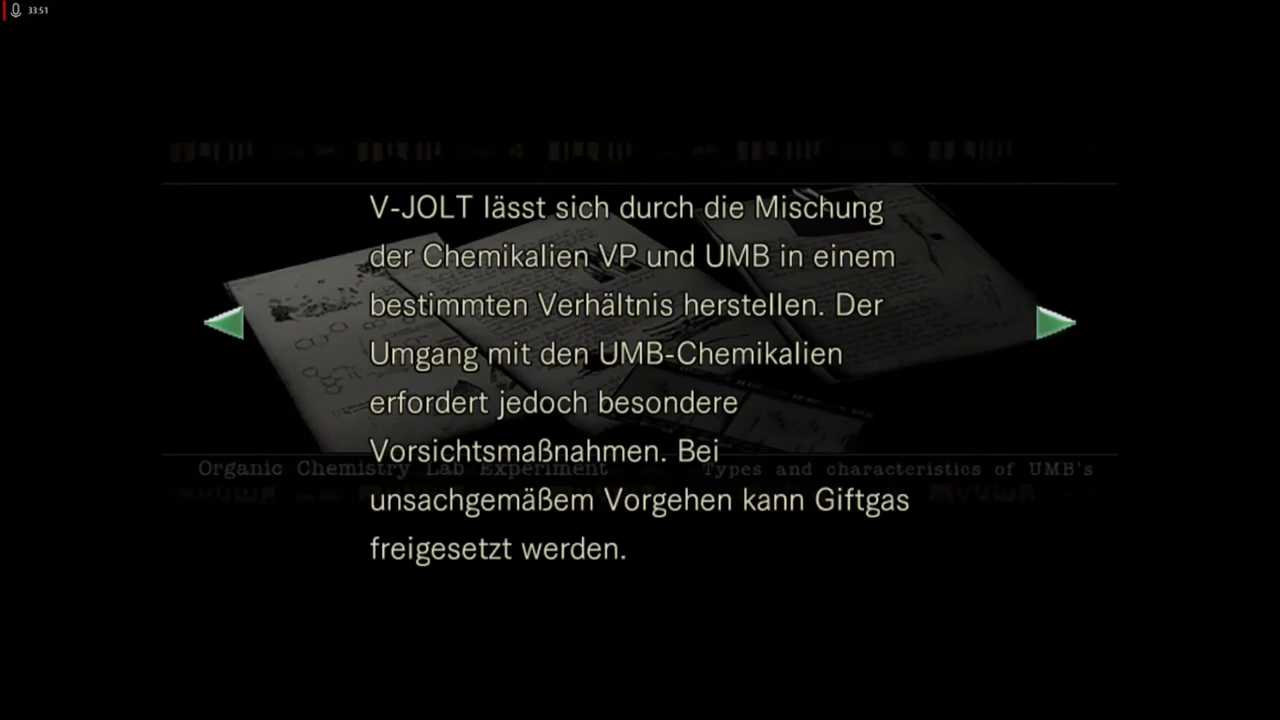 33:51
V-JOLT lässt sich durch die Mischung
der Chemikalien VP und UMB in einem
bestimmten Verhältnis herstellen. Der
Umgang mit den UMB-Chemikalien
erfordert jedoch besondere
Vorsichtsmaßnahmen. Bei
Organic Chemistry Lab Experiment Types and characteristics of UMB's
unsachgemäßem Vorgehen kann Giftgas
freigesetzt werden.